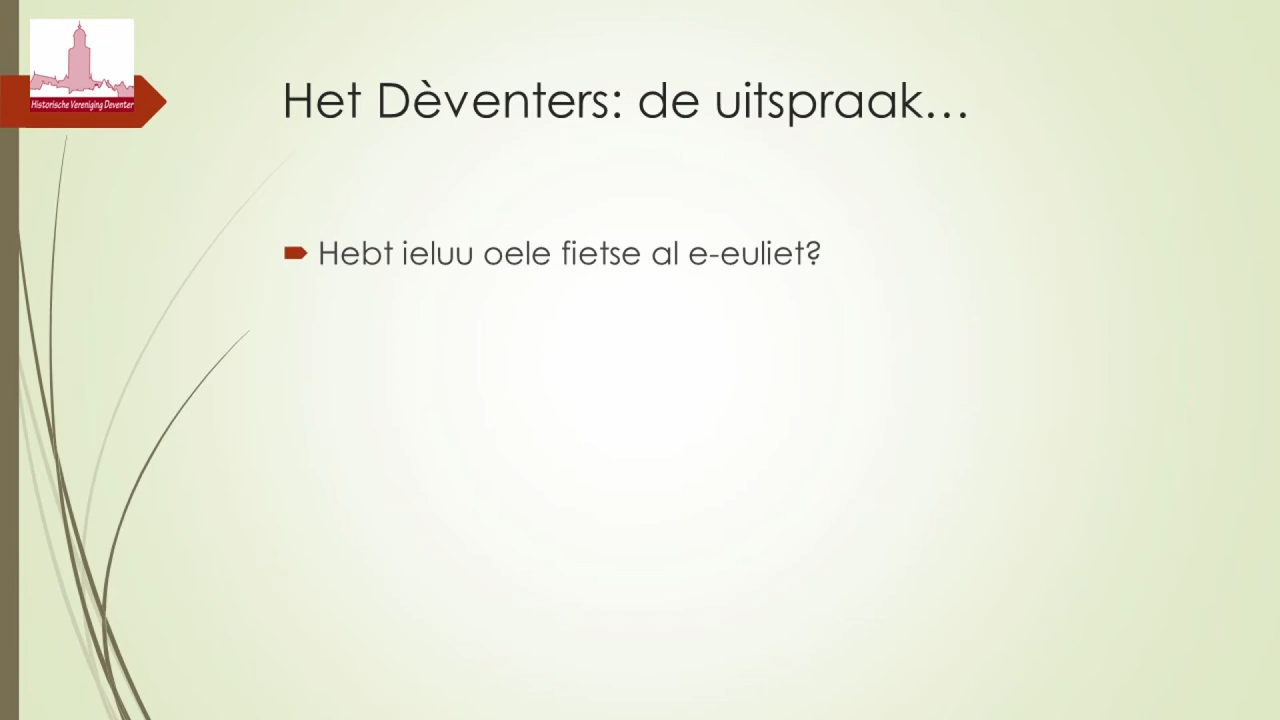 Historische Vereniging Deventer
Het Dèventers: de uitspraak…
Hebt ieluu oele fietse al e-euliet?